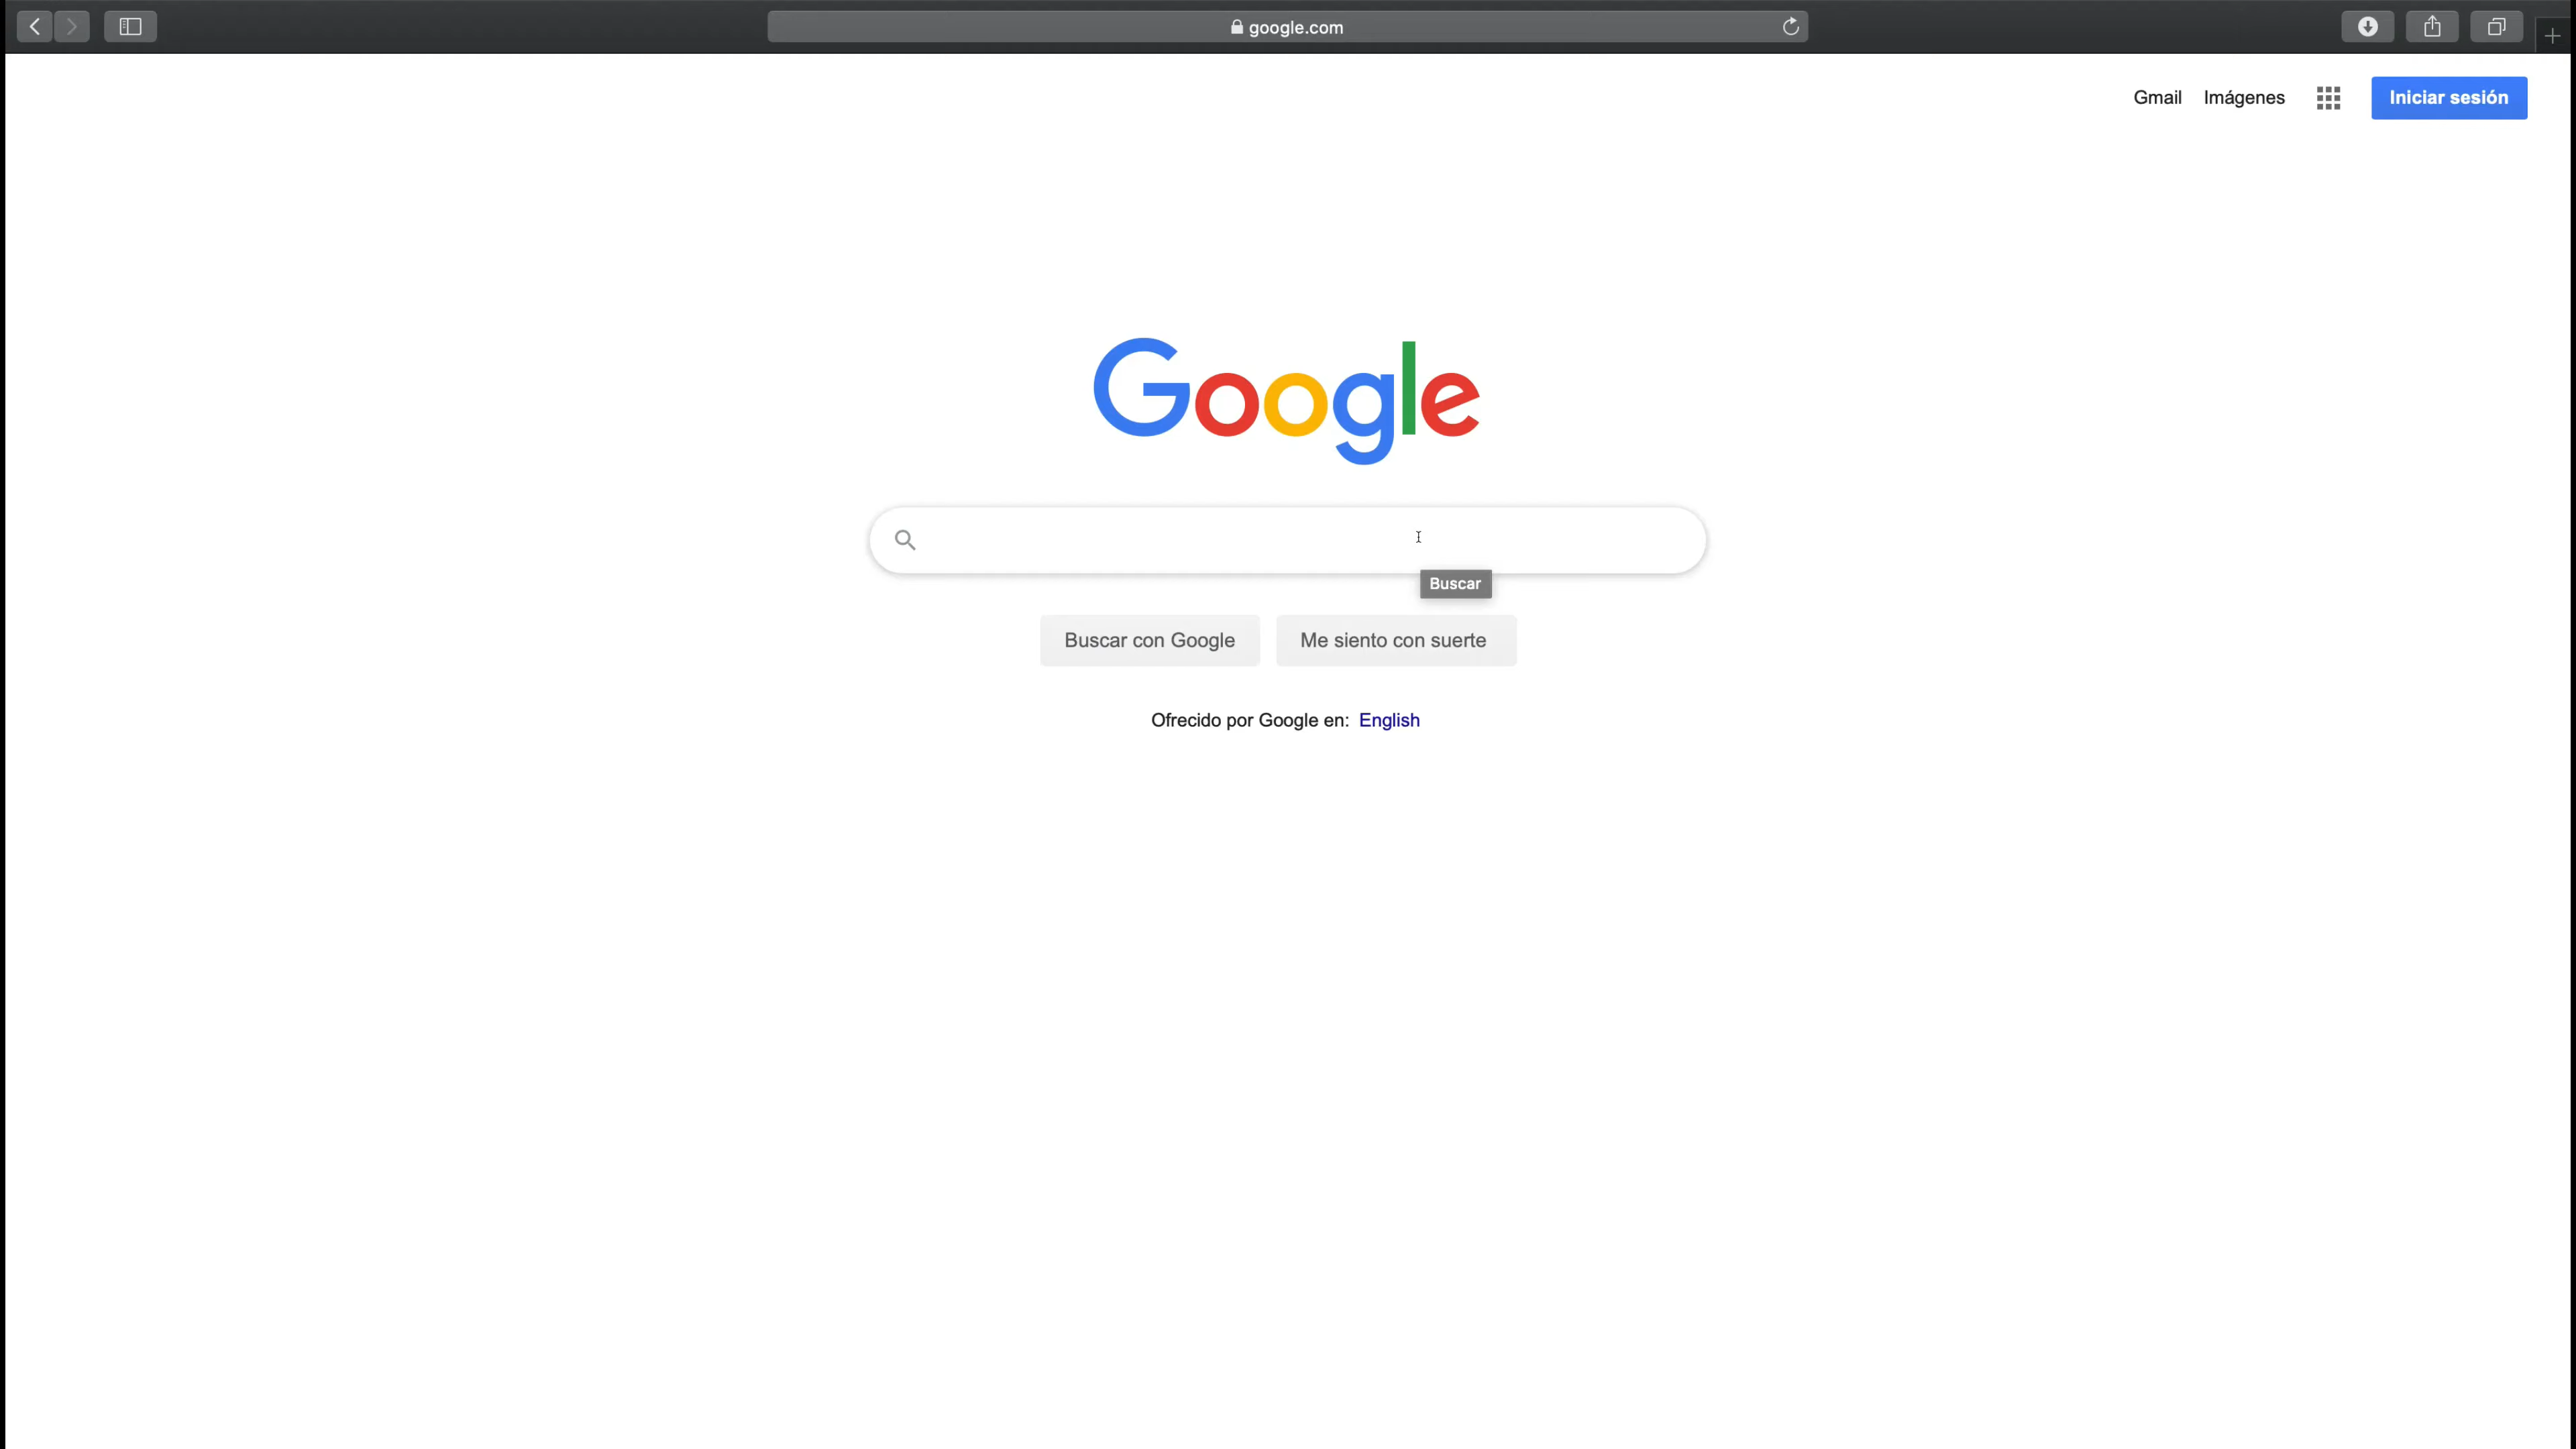 google.com
Gmail Imágenes Iniciar sesión
Google
Buscar
Buscar con Google Me siento con suerte
Ofrecido por Google en: English